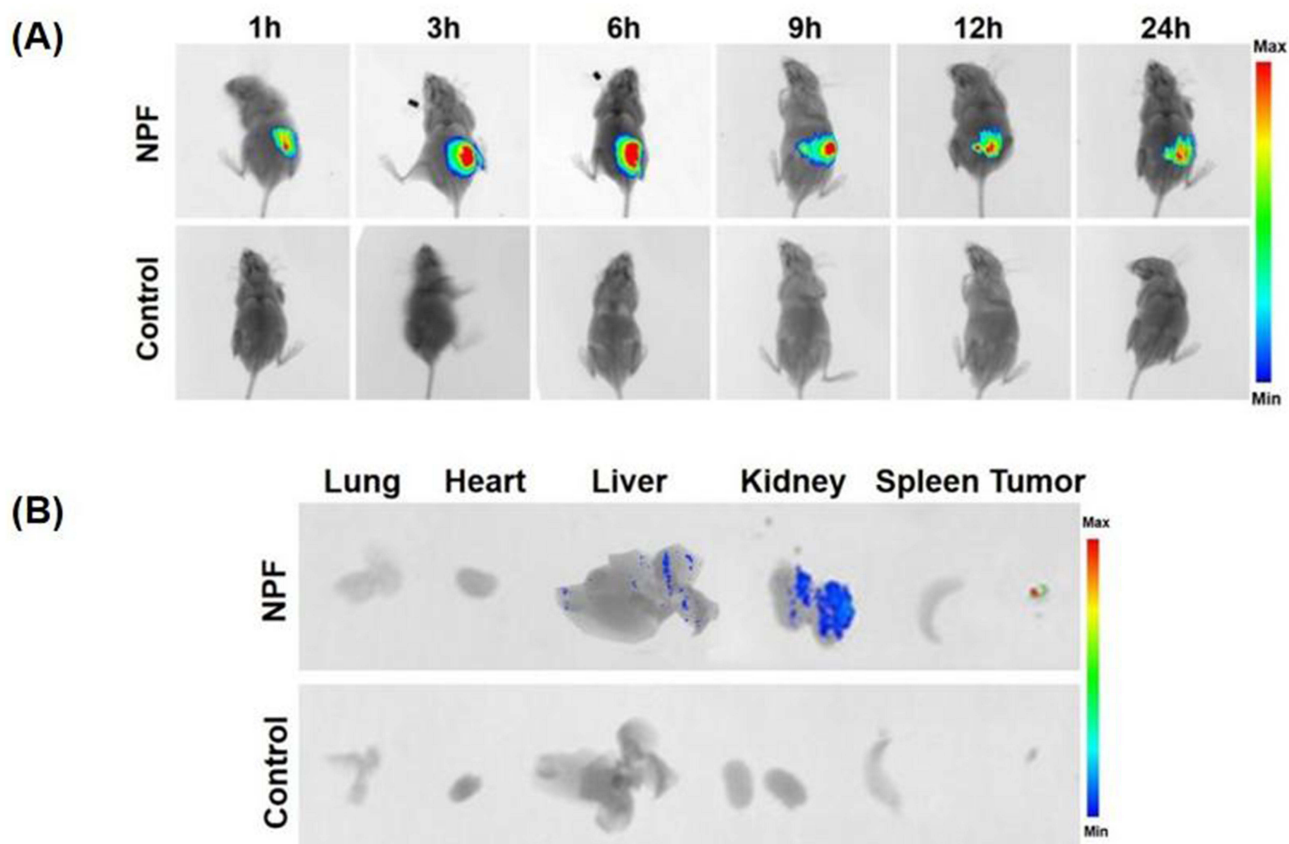 (A)
1h 3h 6h 9h 12h 24h
Max
NPF
Control
Min
(B)
Lung Heart Liver Kidney Spleen Tumor
Max
NPF
Control
Min